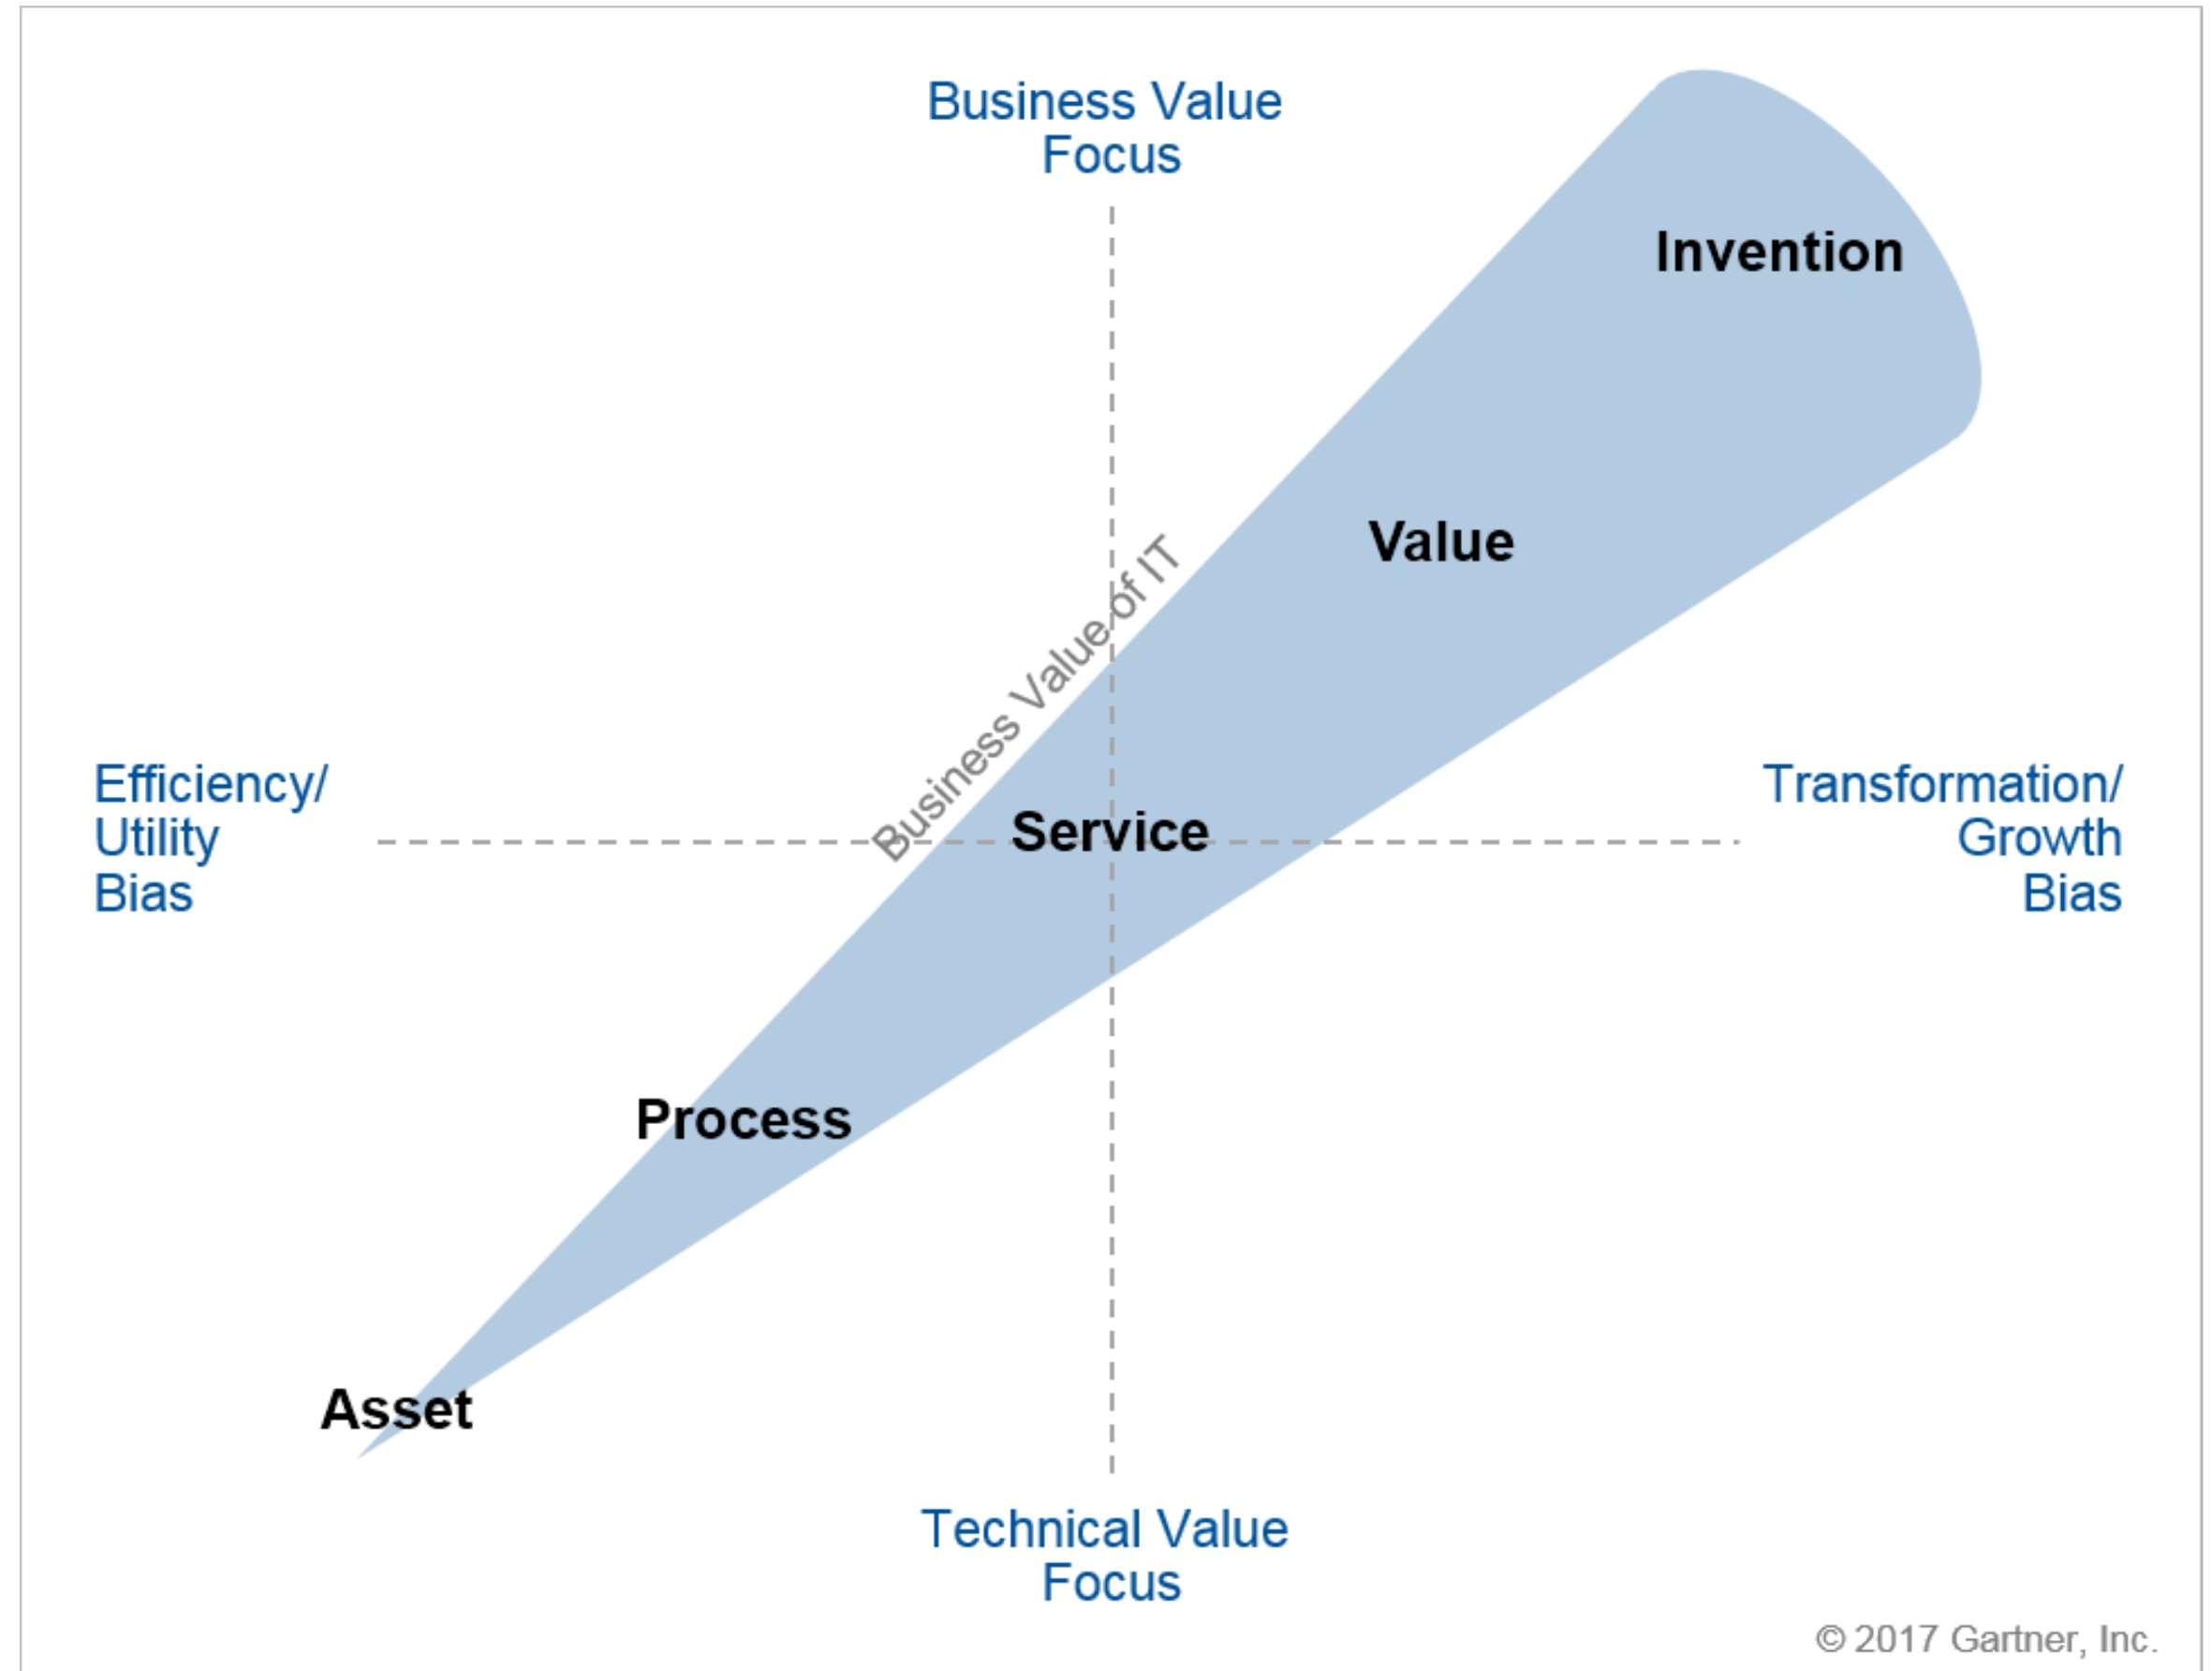 Business Value
Focus
Invention
Value
Business Value of IT
Efficiency/
Utility
Bias
Service
Transformation/
Growth
Bias
Process
Asset
Technical Value
Focus
© 2017 Gartner, Inc.